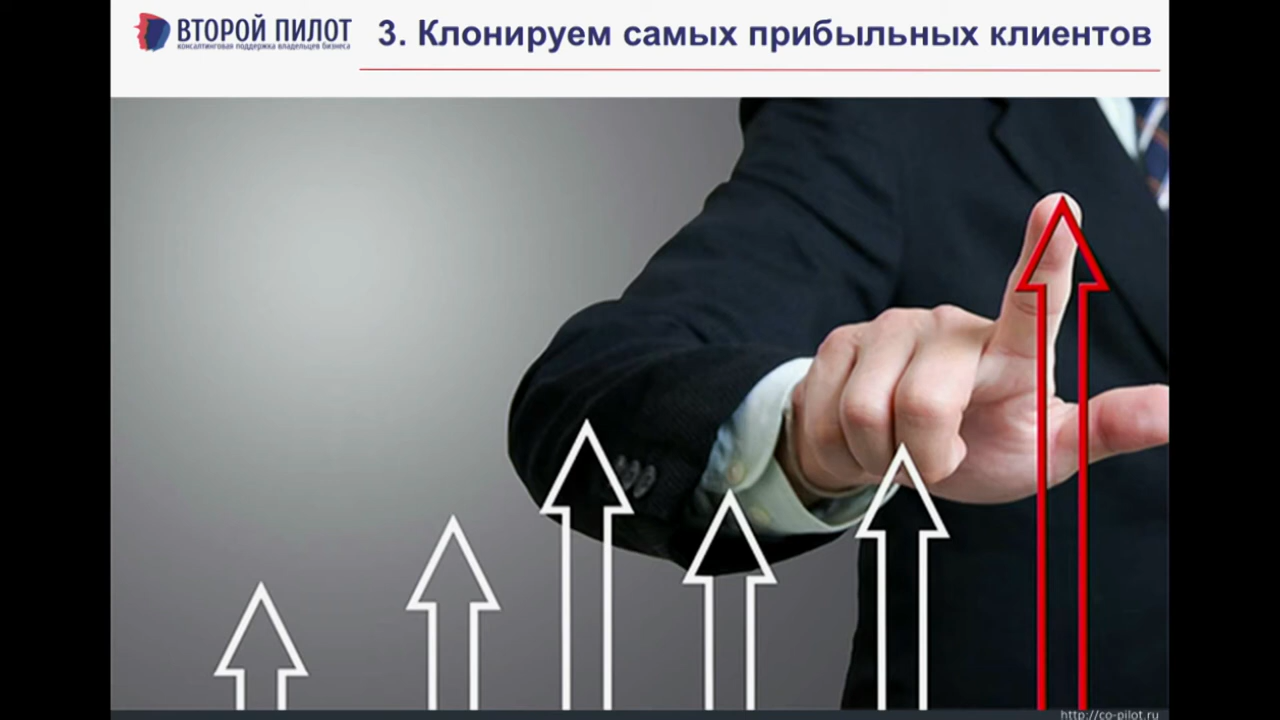 ВТОРОЙ ПИЛОТ
консалтинговая поддержка владельцев бизнеса
3. Клонируем самых прибыльных клиентов
http://co-pilot.ru